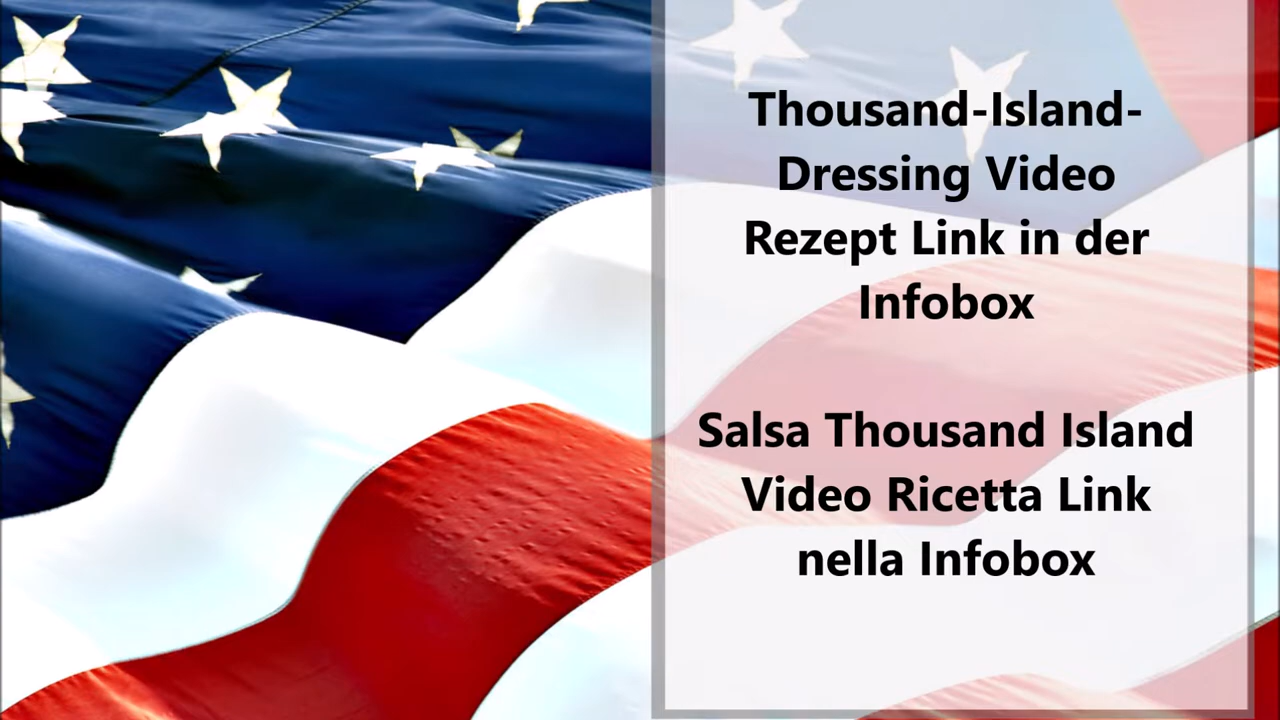 Thousand-Island-
Dressing Video
Rezept Link in der
Infobox
Salsa Thousand Island
Video Ricetta Link
nella Infobox